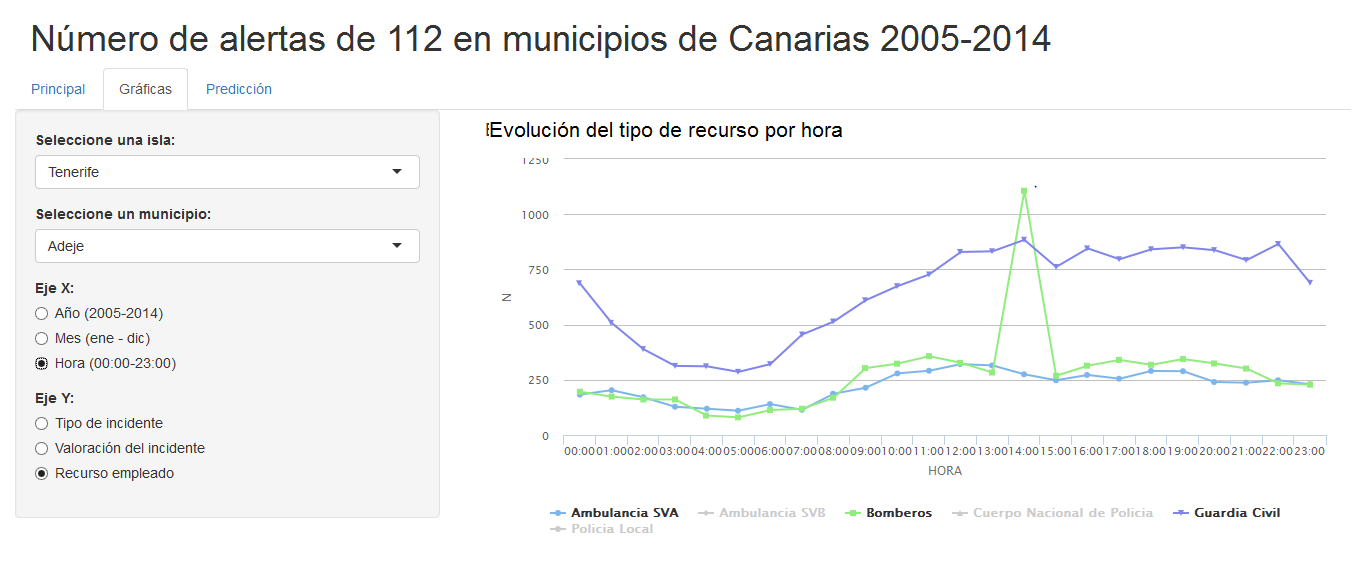 Número de alertas de 112 en municipios de Canarias 2005-2014
Principal Gráficas Predicción
Seleccione una isla:
Tenerife
Seleccione un municipio:
Adeje
Eje X:
Año (2005-2014)
Mes (ene - dic)
Hora (00:00-23:00)
Eje Y:
Tipo de incidente
Valoración del incidente
Recurso empleado
Evolución del tipo de recurso por hora
1250
1000
750
500
250
0
N
00:00 01:00 02:00 03:00 04:00 05:00 06:00 07:00 08:00 09:00 10:00 11:00 12:00 13:00 14:00 15:00 16:00 17:00 18:00 19:00 20:00 21:00 22:00 23:00
HORA
Ambulancia SVA Ambulancia SVB Bomberos Cuerpo Nacional de Policia Guardia Civil
Policia Local